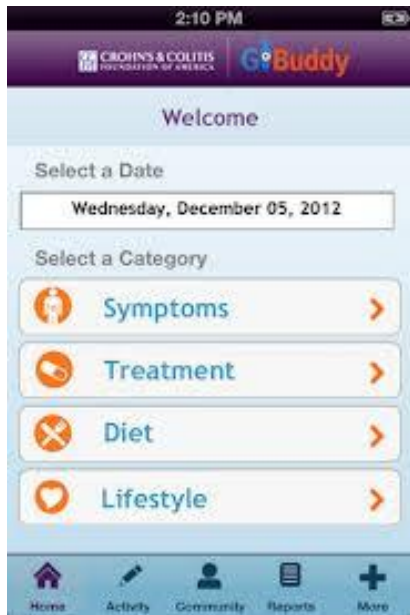 2:10 PM
CROHN'S & COLITIS
FOUNDATION OF AMERICA
GI Buddy
Welcome
Select a Date
Wednesday, December 05, 2012
Select a Category
Symptoms
Treatment
Diet
Lifestyle
Home
Activity
Community
Reports
More